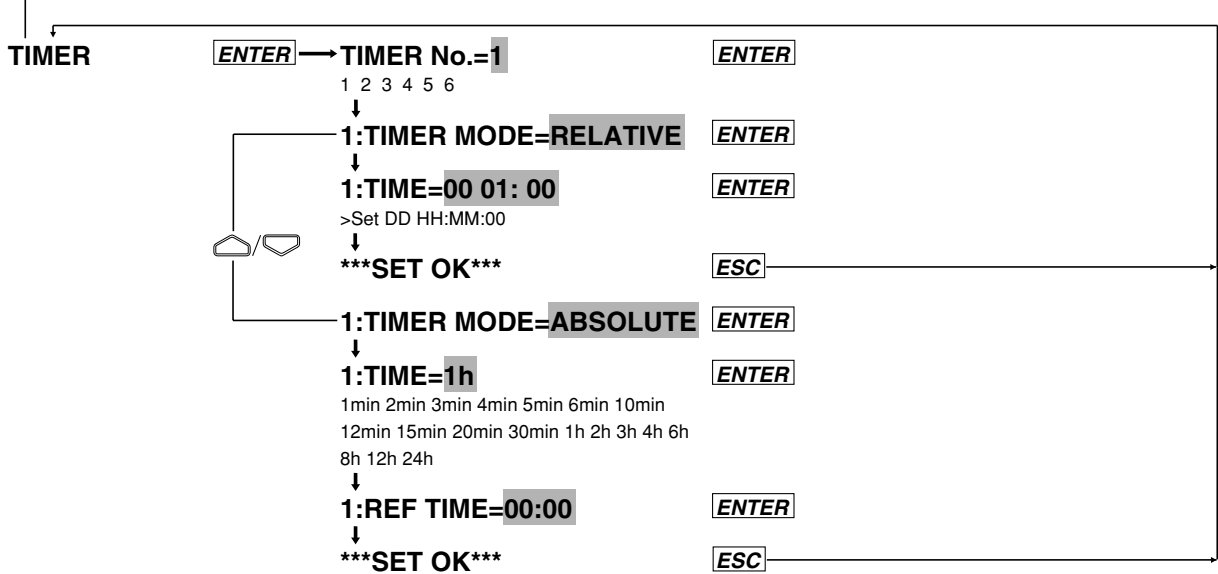 TIMER ENTER TIMER No.=1 ENTER
1 2 3 4 5 6
1:TIMER MODE=RELATIVE ENTER
1:TIME=00 01: 00 ENTER
>Set DD HH:MM:00
/
***SET OK*** ESC
1:TIMER MODE=ABSOLUTE ENTER
1:TIME=1h ENTER
1min 2min 3min 4min 5min 6min 10min
12min 15min 20min 30min 1h 2h 3h 4h 6h
8h 12h 24h
1:REF TIME=00:00 ENTER
***SET OK*** ESC